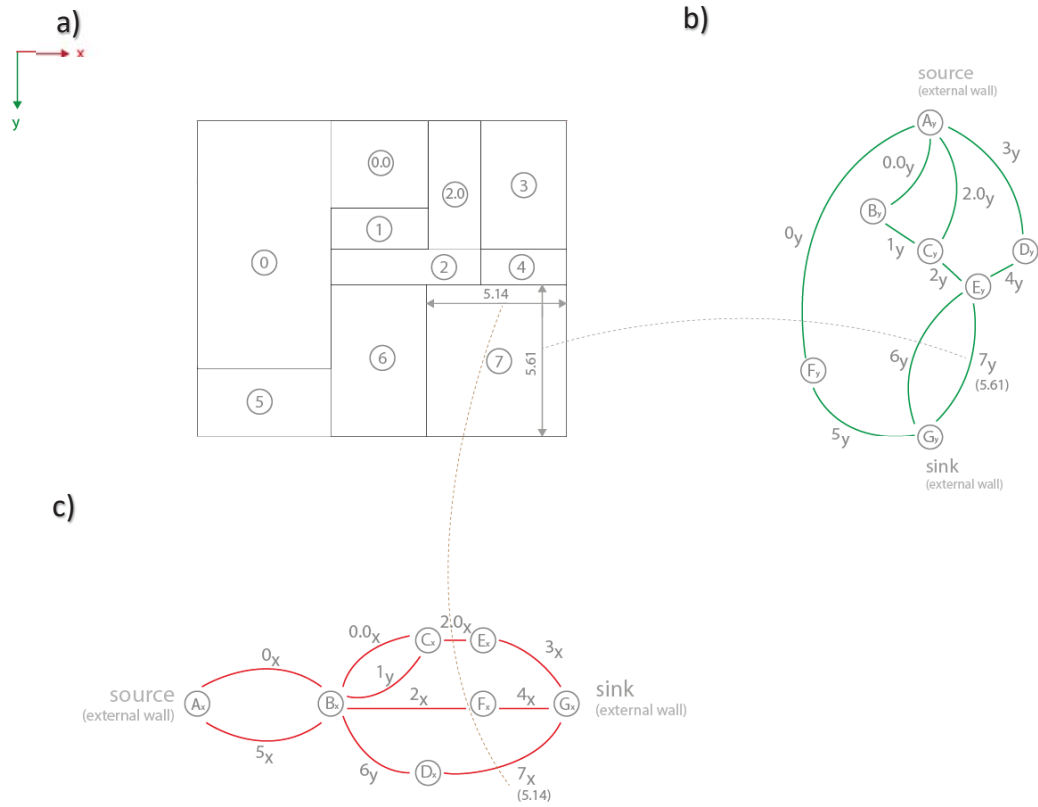 a)
x
y
0.0
2.0
3
1
0
2
4
5.14
6
5.61
7
5
b)
source
(external wall)
Ay
0.0y
3y
2.0y
By
0y
1y
Cy
Dy
2y
4y
Ey
6y
7y
(5.61)
Fy
5y
Gy
sink
(external wall)
c)
0.0x
Cx
2.0x
Ex
3x
0x
1y
source
(external wall)
Ax
Bx
2x
Fx
4x
Gx
sink
(external wall)
5x
6y
Dx
7x
(5.14)